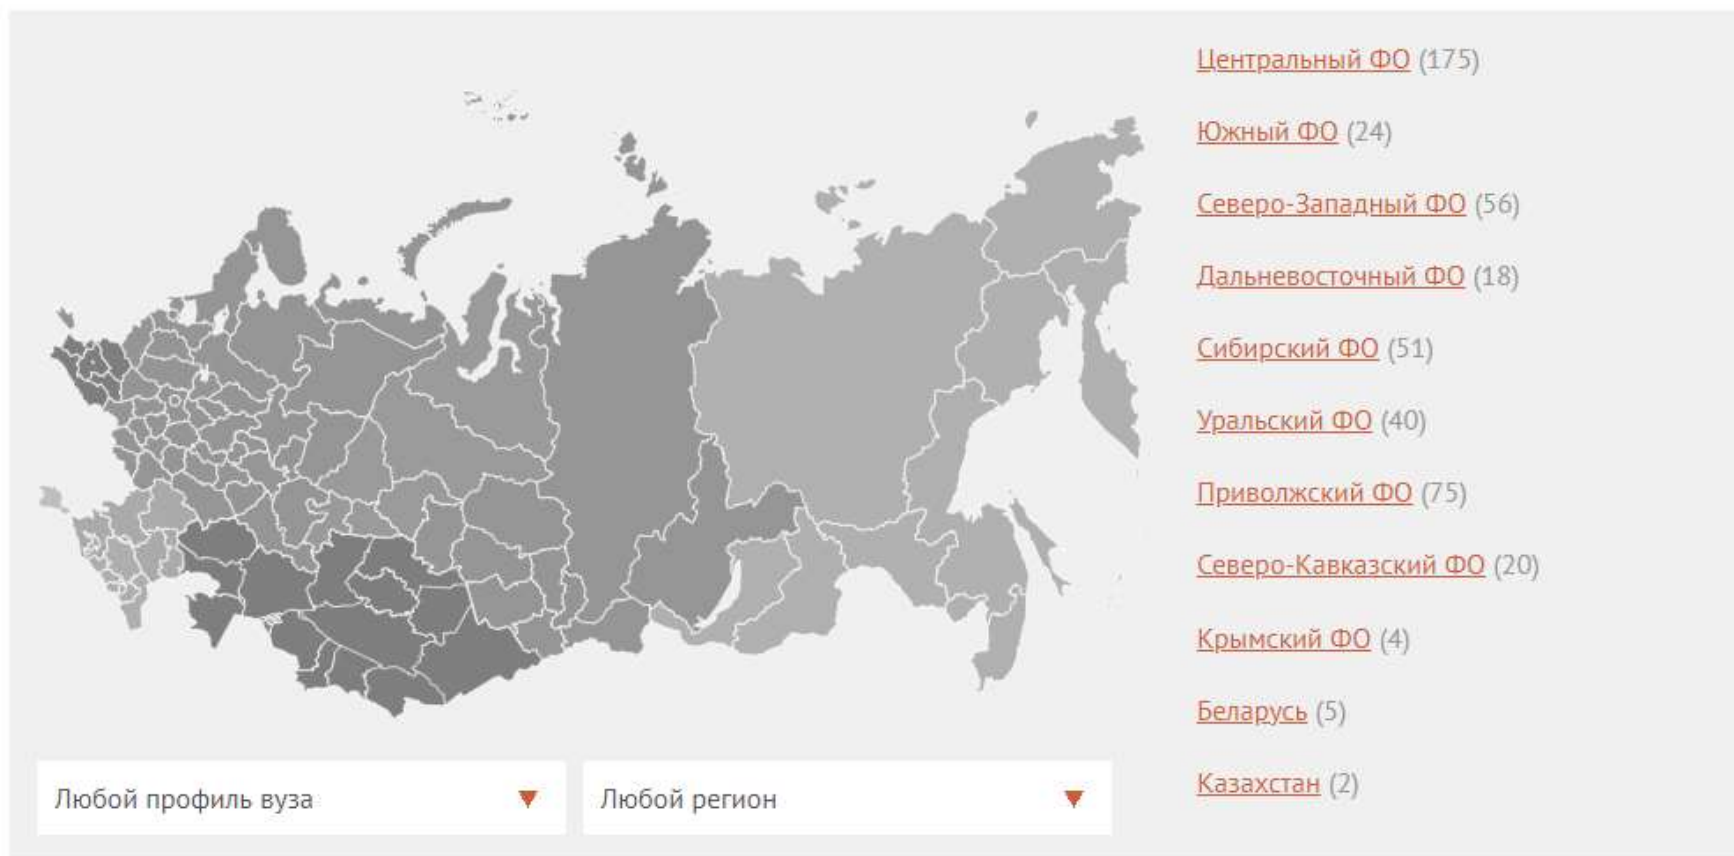 Центральный ФО (175)
Южный ФО (24)
Северо-Западный ФО (56)
Дальневосточный ФО (18)
Сибирский ФО (51)
Уральский ФО (40)
Приволжский ФО (75)
Северо-Кавказский ФО (20)
Крымский ФО (4)
Беларусь (5)
Казахстан (2)
Любой профиль вуза
Любой регион